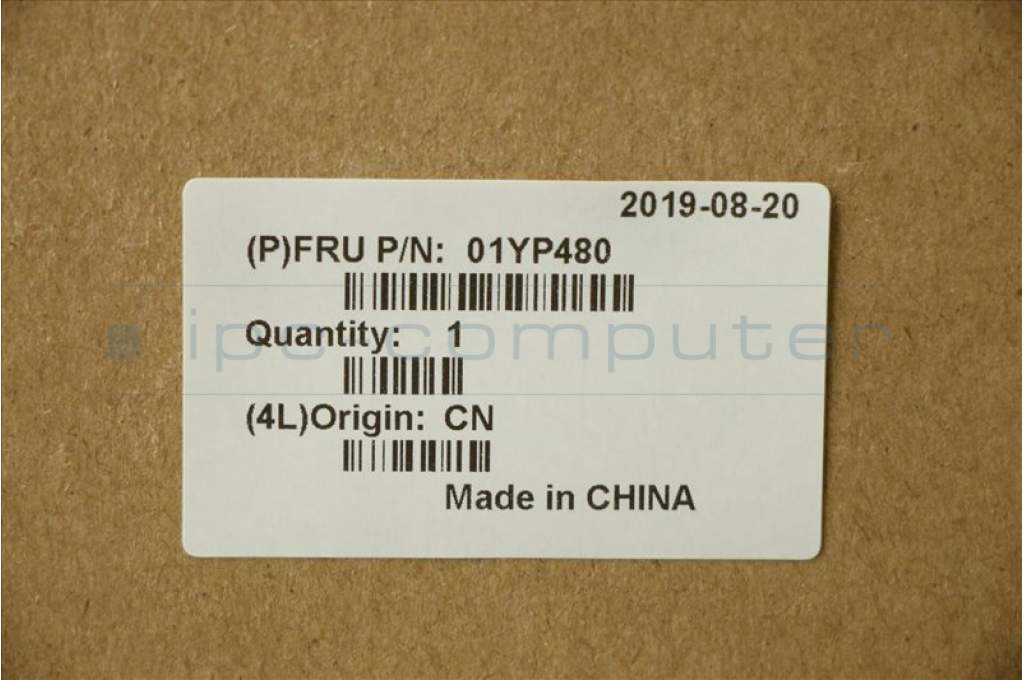 2019-08-20
(P)FRU P/N: 01YP480
Quantity: 1
ipc computer
(4L)Origin: CN
Made in CHINA